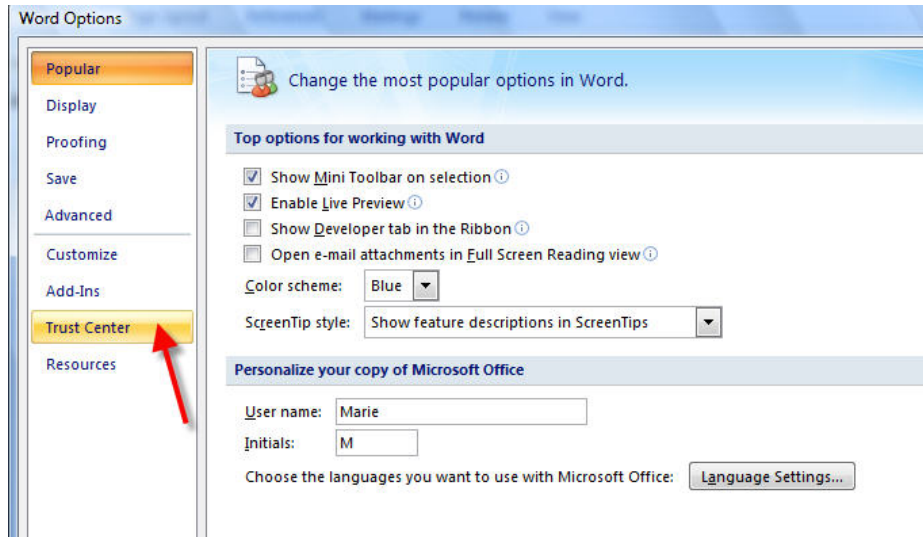 Word Options
Popular
Display
Proofing
Save
Advanced
Customize
Add-Ins
Trust Center
Resources
Change the most popular options in Word.
Top options for working with Word
Show Mini Toolbar on selection
Enable Live Preview
Show Developer tab in the Ribbon
Open e-mail attachments in Full Screen Reading view
Color scheme: Blue
ScreenTip style: Show feature descriptions in ScreenTips
Personalize your copy of Microsoft Office
User name: Marie
Initials: M
Choose the languages you want to use with Microsoft Office: Language Settings...